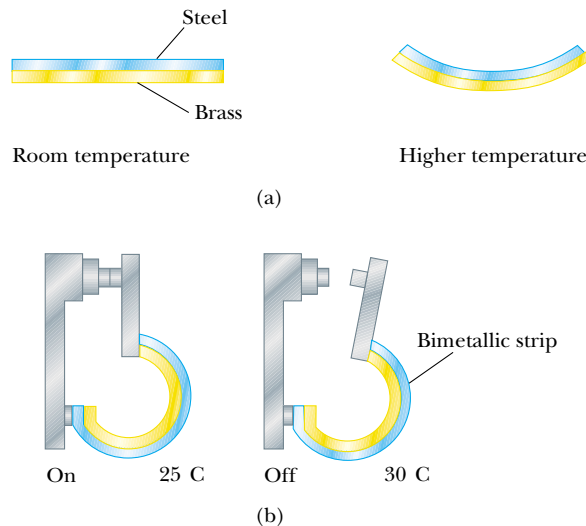 Steel
Brass
Room temperature
Higher temperature
(a)
Bimetallic strip
On 25 C
Off 30 C
(b)